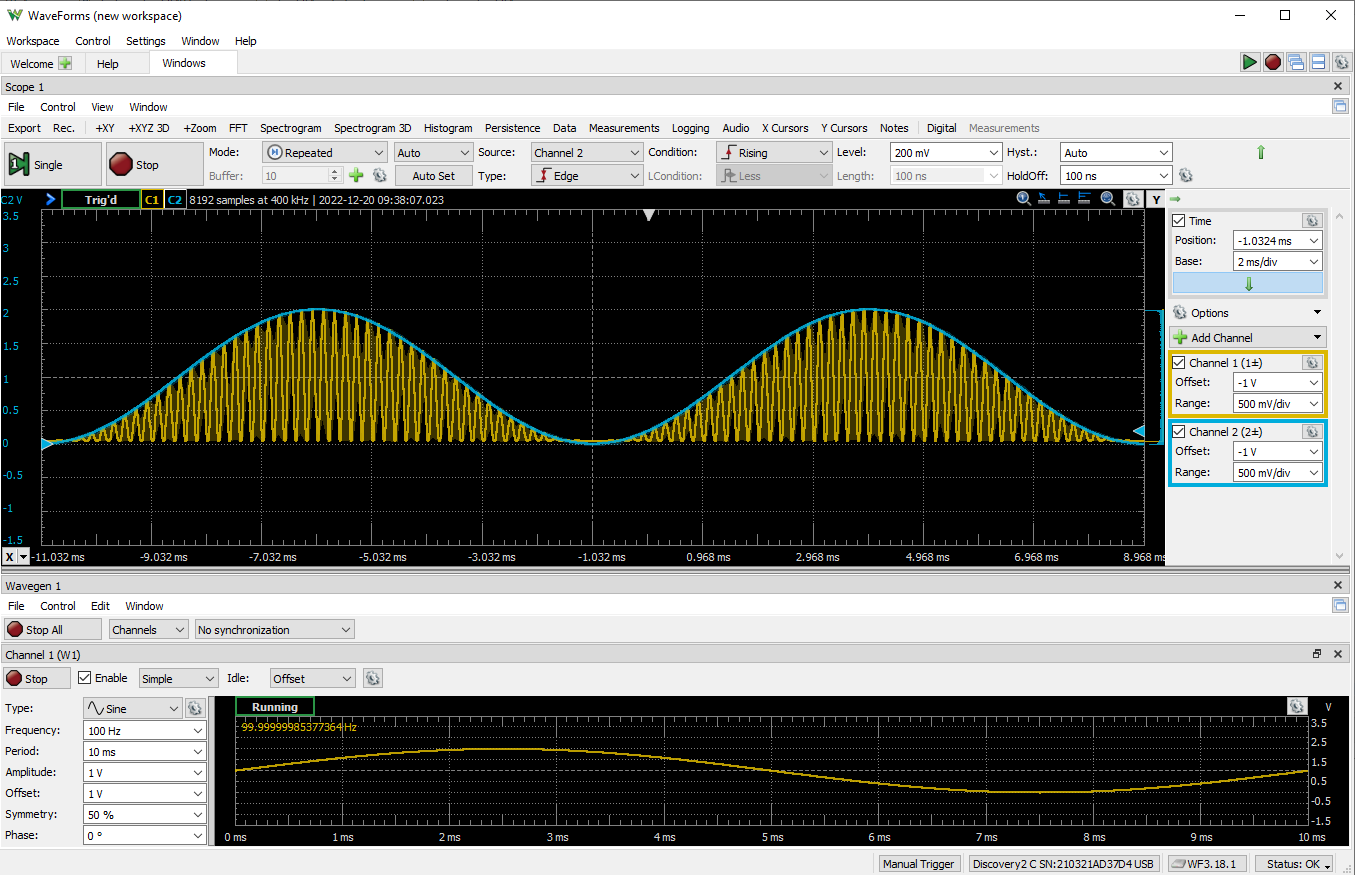 WaveForms (new workspace)
Workspace Control Settings Window Help
Welcome Help Windows
Scope 1
File Control View Window
Export Rec. +XY +XYZ 3D +Zoom FFT Spectrogram Spectrogram 3D Histogram Persistence Data Measurements Logging Audio X Cursors Y Cursors Notes Digital Measurements
Single Stop Mode: Repeated Auto Source: Channel 2 Condition: Rising Level: 200 mV Hyst.: Auto
Buffer: 10 Auto Set Type: Edge LCondition: Less Length: 100 ns HoldOff: 100 ns
C2 V Trig'd C1 C2 8192 samples at 400 kHz | 2022-12-20 09:38:07.023 Y
3.5
3
2.5
2
1.5
1
0.5
0
-0.5
-1
-1.5
X -11.032 ms -9.032 ms -7.032 ms -5.032 ms -3.032 ms -1.032 ms 0.968 ms 2.968 ms 4.968 ms 6.968 ms 8.968 ms
Time
Position: -1.0324 ms
Base: 2 ms/div
Options
Add Channel
Channel 1 (1±)
Offset: -1 V
Range: 500 mV/div
Channel 2 (2±)
Offset: -1 V
Range: 500 mV/div
Wavegen 1
File Control Edit Window
Stop All Channels No synchronization
Channel 1 (W1)
Stop Enable Simple Idle: Offset
Type: Sine
Frequency: 100 Hz
Period: 10 ms
Amplitude: 1 V
Offset: 1 V
Symmetry: 50 %
Phase: 0 °
Running V
99.99999985377364 Hz
3.5
2.5
1.5
0.5
-0.5
-1.5
0 ms 1 ms 2 ms 3 ms 4 ms 5 ms 6 ms 7 ms 8 ms 9 ms 10 ms
Manual Trigger Discovery2 C SN:210321AD37D4 USB WF3.18.1 Status: OK